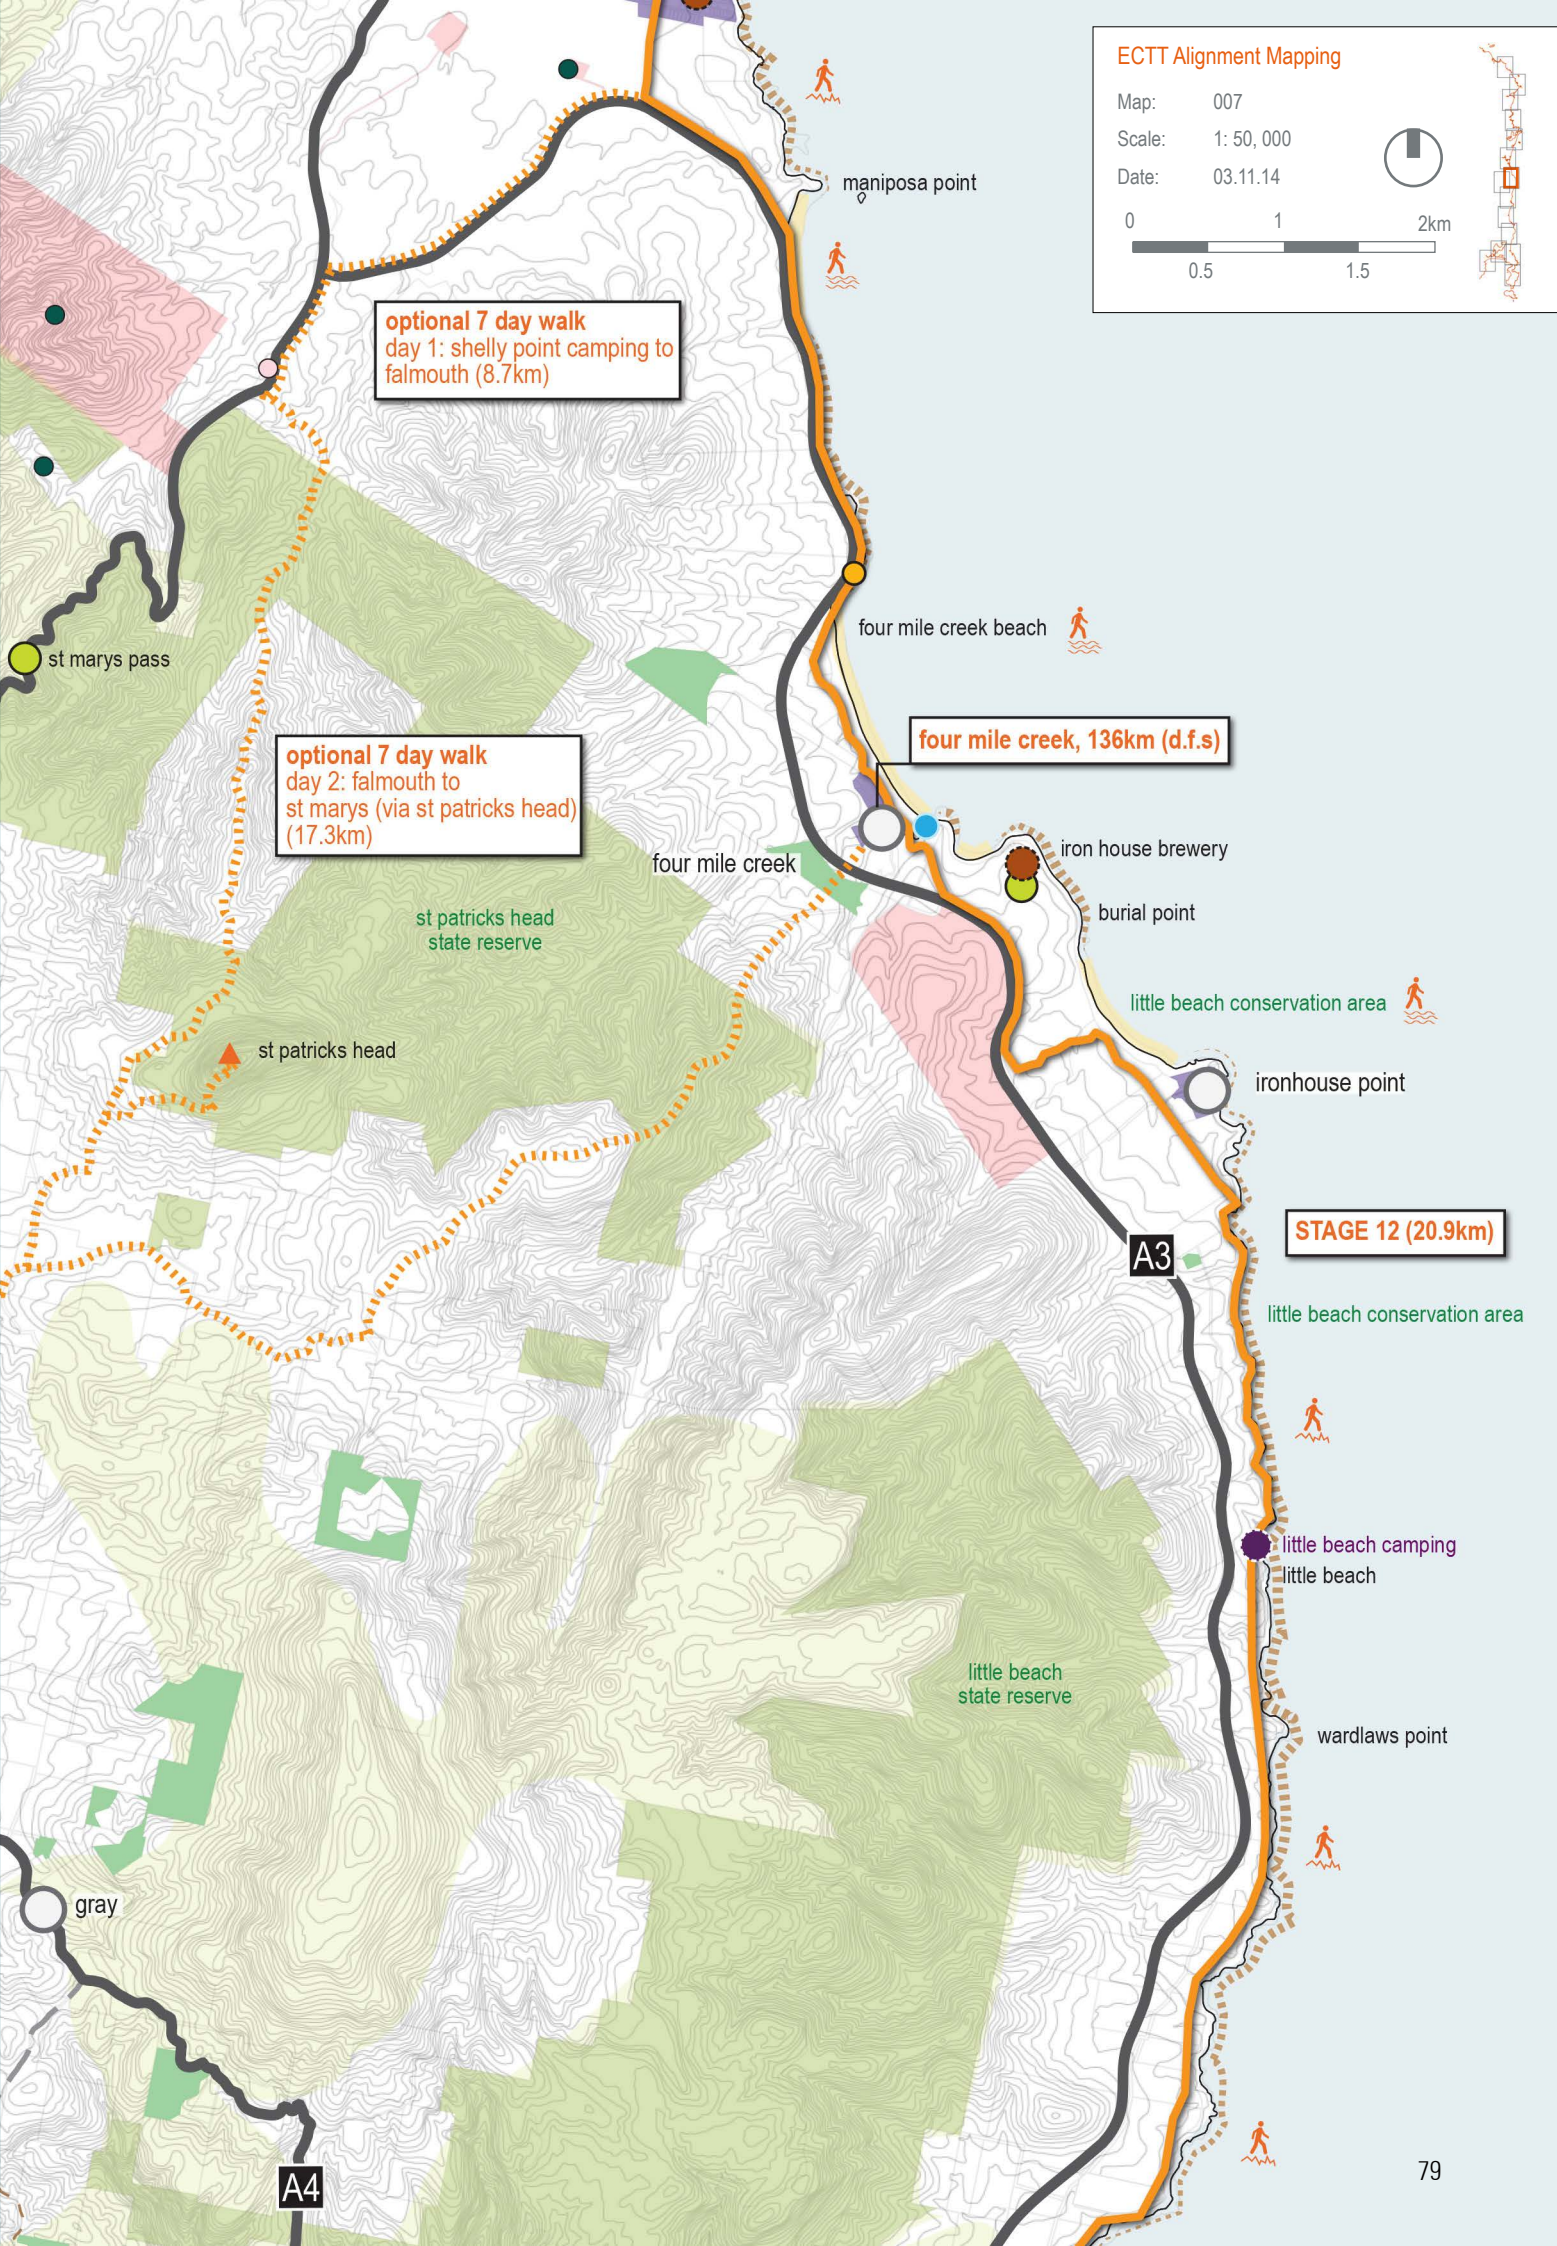 ECTT Alignment Mapping
Map: 007
Scale: 1: 50, 000
Date: 03.11.14
0 1 2km
0.5 1.5
maniposa point
optional 7 day walk
day 1: shelly point camping to
falmouth (8.7km)
four mile creek beach
st marys pass
four mile creek, 136km (d.f.s)
optional 7 day walk
day 2: falmouth to
st marys (via st patricks head)
(17.3km)
four mile creek
iron house brewery
burial point
st patricks head
state reserve
little beach conservation area
st patricks head
ironhouse point
STAGE 12 (20.9km)
A3
little beach conservation area
little beach camping
little beach
little beach
state reserve
wardlaws point
gray
A4
79